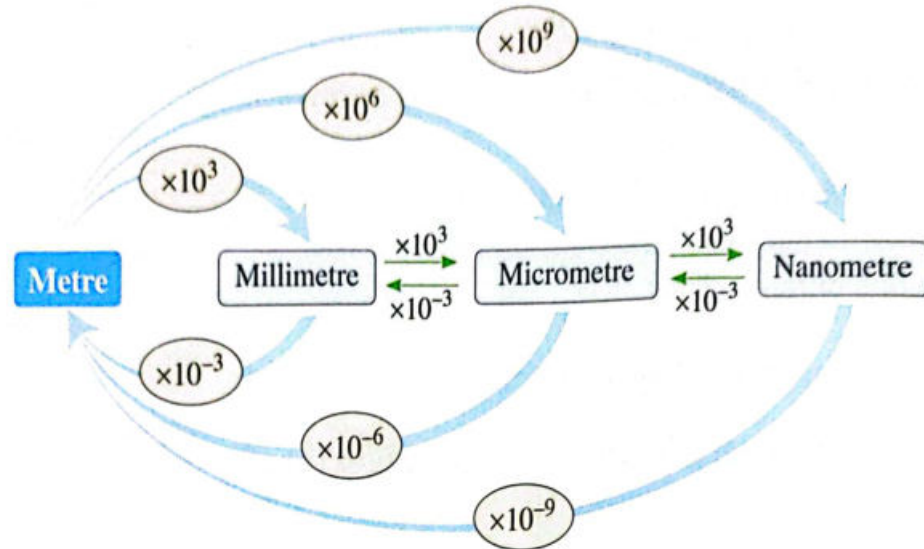 ×10⁹
×10⁶
×10³
Metre
Millimetre
×10³
×10⁻³
Micrometre
×10³
×10⁻³
Nanometre
×10⁻³
×10⁻⁶
×10⁻⁹